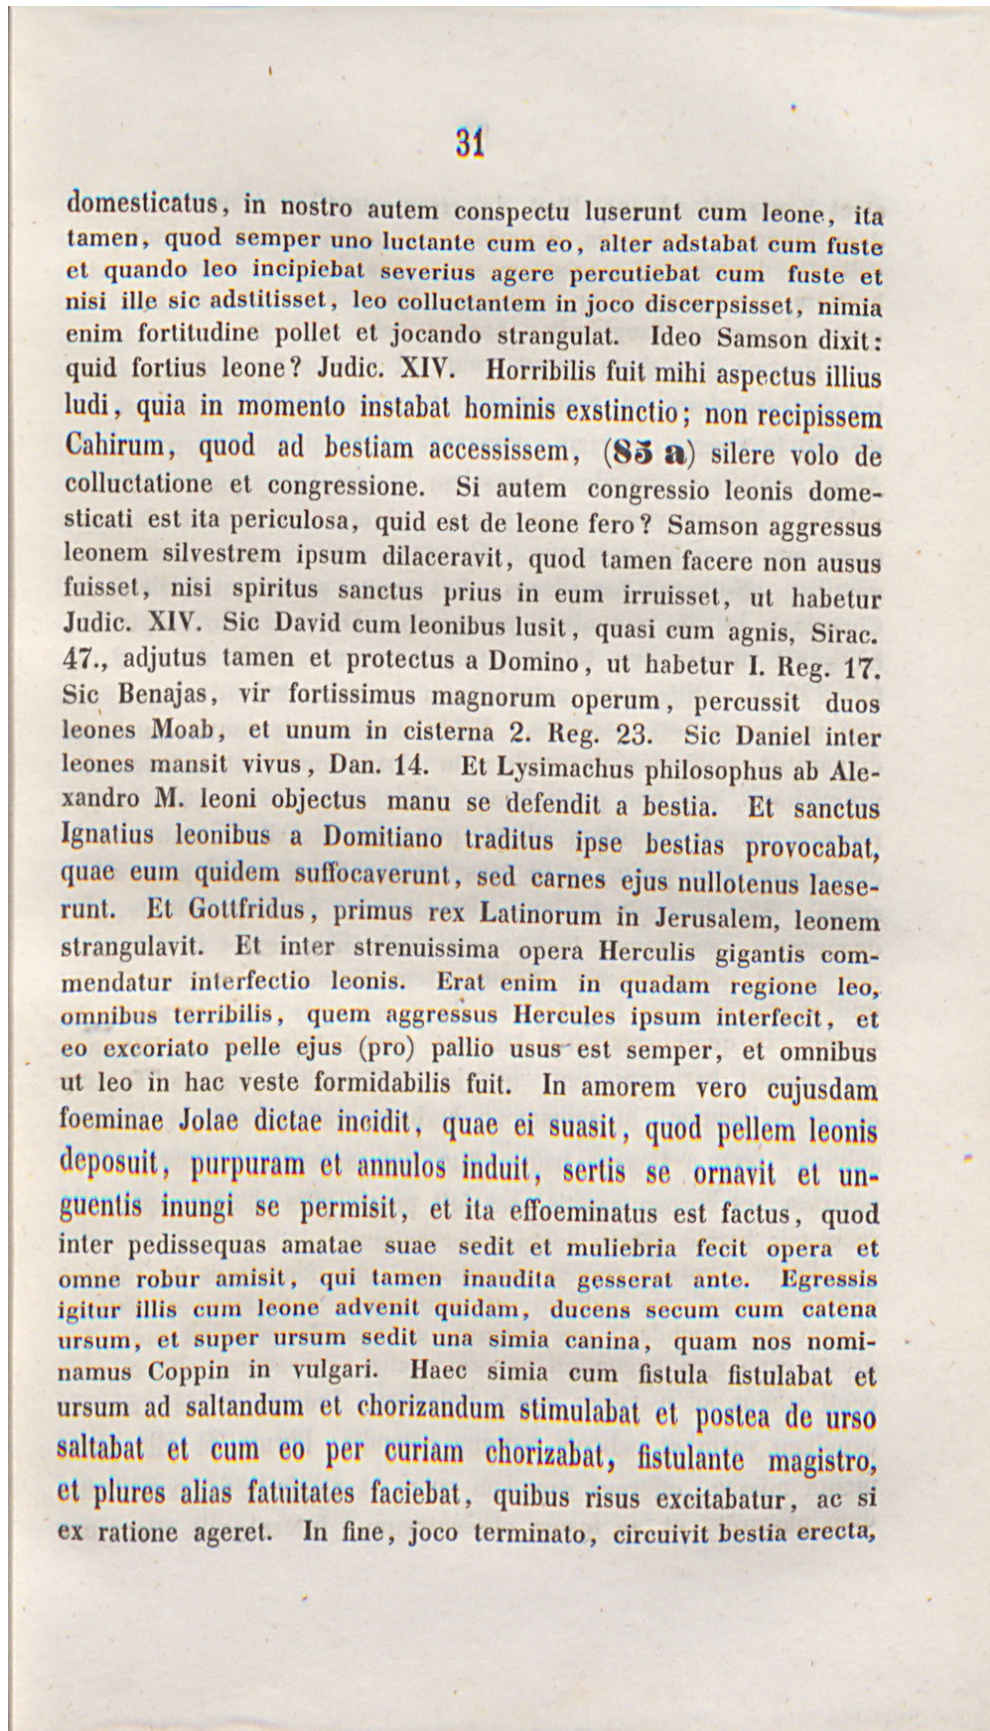 31
domesticatus, in nostro autem conspectu luserunt cum leone, ita
tamen, quod semper uno luctante cum eo, alter adstabat cum fuste
et quando leo incipiebat severius agere percutiebat cum fuste et
nisi ille sic adstitisset, leo colluctantem in joco discerpsisset, nimia
enim fortitudine pollet et jocando strangulat. Ideo Samson dixit:
quid fortius leone? Judic. XIV. Horribilis fuit mihi aspectus illius
ludi, quia in momento instabat hominis exstinctio; non recipissem
Cahirum, quod ad bestiam accessissem, (85 a) silere volo de
colluctatione et congressione. Si autem congressio leonis dome-
sticati est ita periculosa, quid est de leone fero? Samson aggressus
leonem silvestrem ipsum dilaceravit, quod tamen facere non ausus
fuisset, nisi spiritus sanctus prius in eum irruisset, ut habetur
Judic. XIV. Sic David cum leonibus lusit, quasi cum agnis, Sirac.
47., adjutus tamen et protectus a Domino, ut habetur I. Reg. 17.
Sic Benajas, vir fortissimus magnorum operum, percussit duos
leones Moab, et unum in cisterna 2. Reg. 23. Sic Daniel inter
leones mansit vivus, Dan. 14. Et Lysimachus philosophus ab Ale-
xandro M. leoni objectus manu se defendit a bestia. Et sanctus
Ignatius leonibus a Domitiano traditus ipse bestias provocabat,
quae eum quidem suffocaverunt, sed carnes ejus nullotenus laese-
runt. Et Gottfridus, primus rex Latinorum in Jerusalem, leonem
strangulavit. Et inter strenuissima opera Herculis gigantis com-
mendatur interfectio leonis. Erat enim in quadam regione leo,
omnibus terribilis, quem aggressus Hercules ipsum interfecit, et
eo excoriato pelle ejus (pro) pallio usus est semper, et omnibus
ut leo in hac veste formidabilis fuit. In amorem vero cujusdam
foeminae Jolae dictae incidit, quae ei suasit, quod pellem leonis
deposuit, purpuram et annulos induit, sertis se ornavit et un-
guentis inungi se permisit, et ita effoeminatus est factus, quod
inter pedissequas amatae suae sedit et muliebria fecit opera et
omne robur amisit, qui tamen inaudita gesserat ante. Egressis
igitur illis cum leone advenit quidam, ducens secum cum catena
ursum, et super ursum sedit una simia canina, quam nos nomi-
namus Coppin in vulgari. Haec simia cum fistula fistulabat et
ursum ad saltandum et chorizandum stimulabat et postea de urso
saltabat et cum eo per curiam chorizabat, fistulante magistro,
et plures alias fatuitates faciebat, quibus risus excitabatur, ac si
ex ratione ageret. In fine, joco terminato, circuivit bestia erecta,